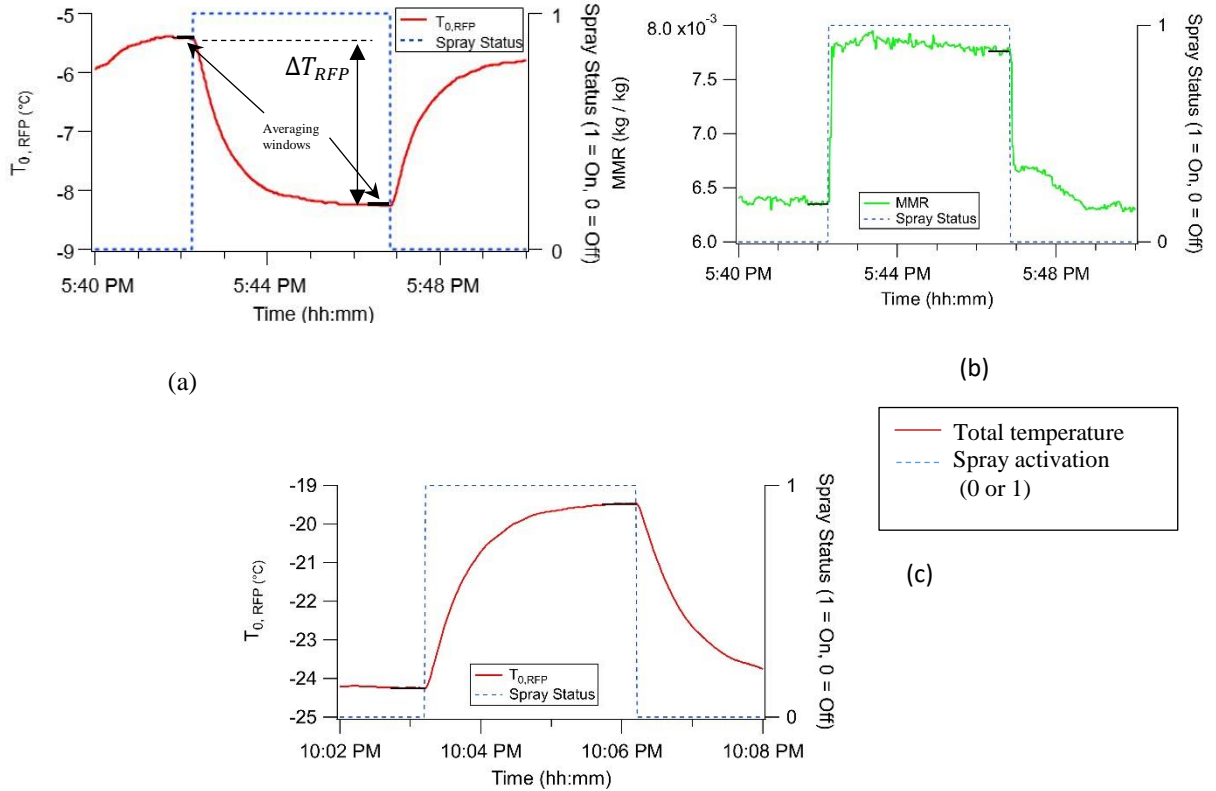 -5
-6
-7
-8
-9
T0,RFP (°C)
T0,RFP
Spray Status
ΔT_RFP
Averaging
windows
1
0
Spray Status (1 = On, 0 = Off)
5:40 PM 5:44 PM 5:48 PM
Time (hh:mm)
(a)
8.0 x10-3
7.5
7.0
6.5
6.0
MMR (kg / kg)
MMR
Spray Status
1
0
Spray Status (1 = On, 0 = Off)
5:40 PM 5:44 PM 5:48 PM
Time (hh:mm)
(b)
Total temperature
Spray activation
(0 or 1)
(c)
-19
-20
-21
-22
-23
-24
-25
T0,RFP (°C)
T0,RFP
Spray Status
1
0
Spray Status (1 = On, 0 = Off)
10:02 PM 10:04 PM 10:06 PM 10:08 PM
Time (hh:mm)